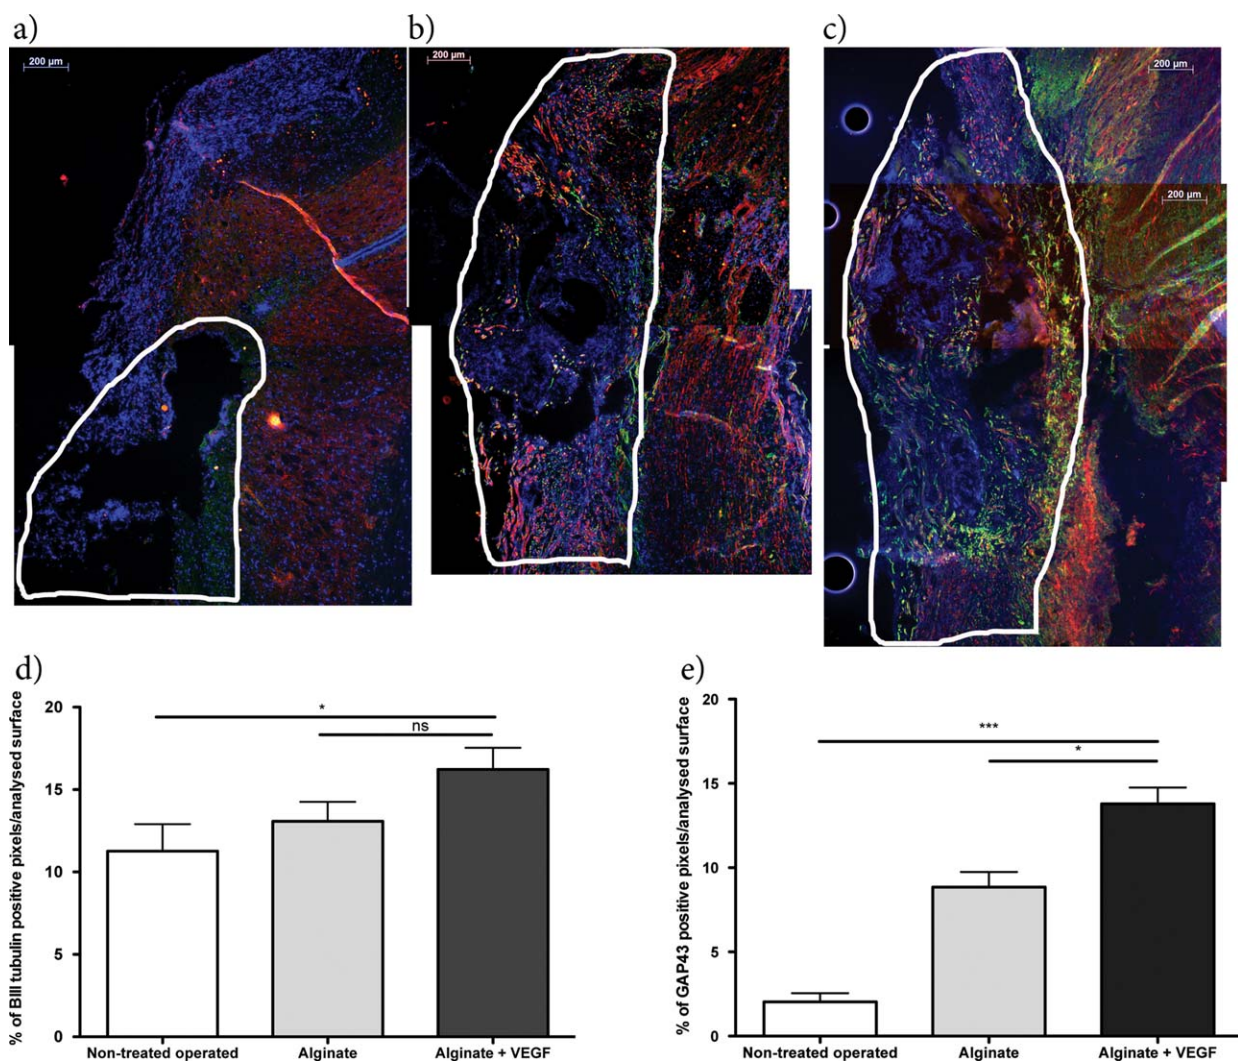 a)
b)
c)
200 µm
200 µm
200 µm
200 µm
d)
e)
% of BIII tubulin positive pixels/analysed surface
20
15
10
5
0
*
ns
Non-treated operated
Alginate
Alginate + VEGF
% of GAP43 positive pixels/analysed surface
20
15
10
5
0
***
*
Non-treated operated
Alginate
Alginate + VEGF